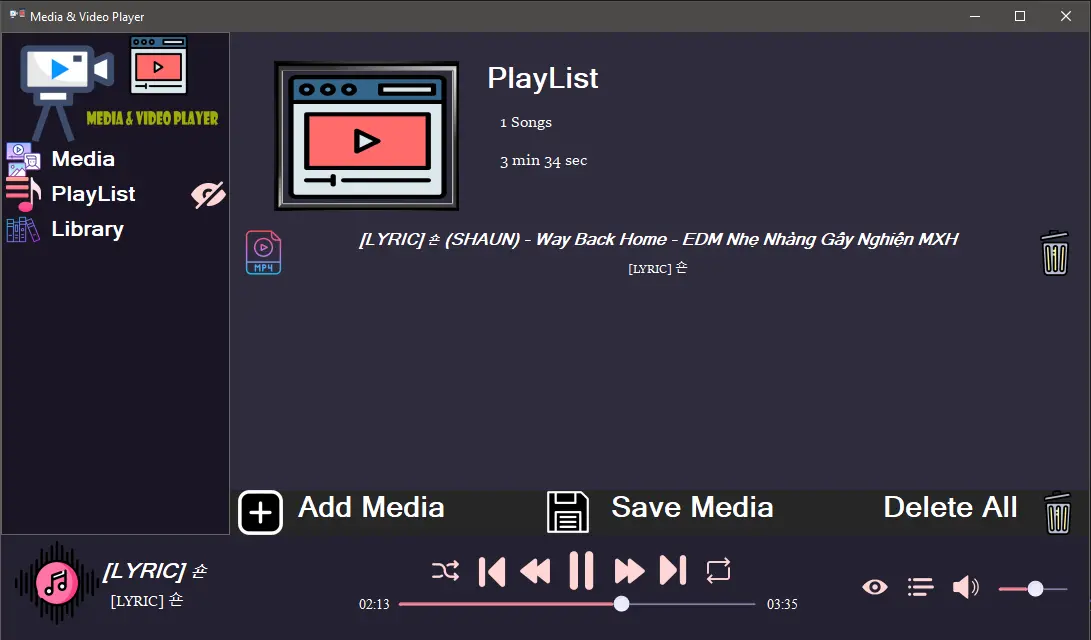 Media & Video Player
MEDIA & VIDEO PLAYER
Media
PlayList
Library
PlayList
1 Songs
3 min 34 sec
MP4
[LYRIC] 숀 (SHAUN) - Way Back Home - EDM Nhẹ Nhàng Gây Nghiện MXH
[LYRIC] 숀
Add Media
Save Media
Delete All
[LYRIC] 숀
[LYRIC] 숀
02:13
03:35